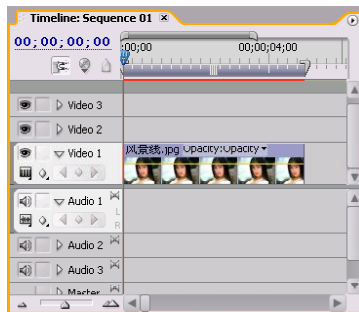 Timeline: Sequence 01
00;00;00;00
:00;00 00;00;04;00
Video 3
Video 2
Video 1
风景线.jpg Opacity:Opacity
Audio 1
L
R
Audio 2
Audio 3
Master